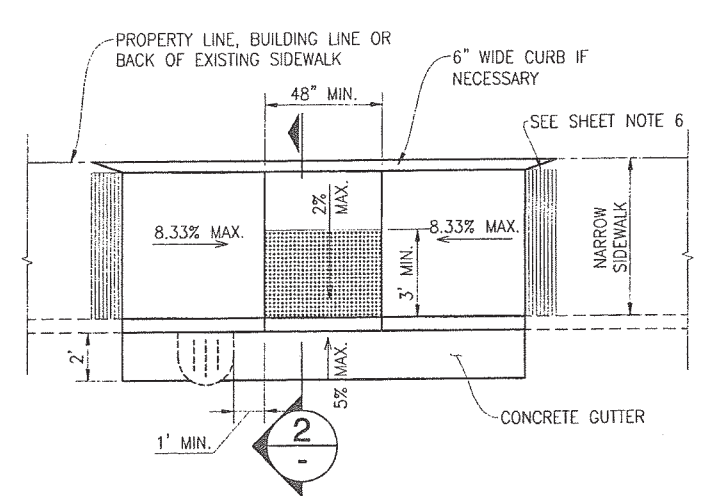 PROPERTY LINE, BUILDING LINE OR
BACK OF EXISTING SIDEWALK
6" WIDE CURB IF
NECESSARY
48" MIN.
SEE SHEET NOTE 6
2%
MAX.
8.33% MAX.
8.33% MAX.
3' MIN.
NARROW
SIDEWALK
2'
5% MAX.
1' MIN.
2
-
CONCRETE GUTTER